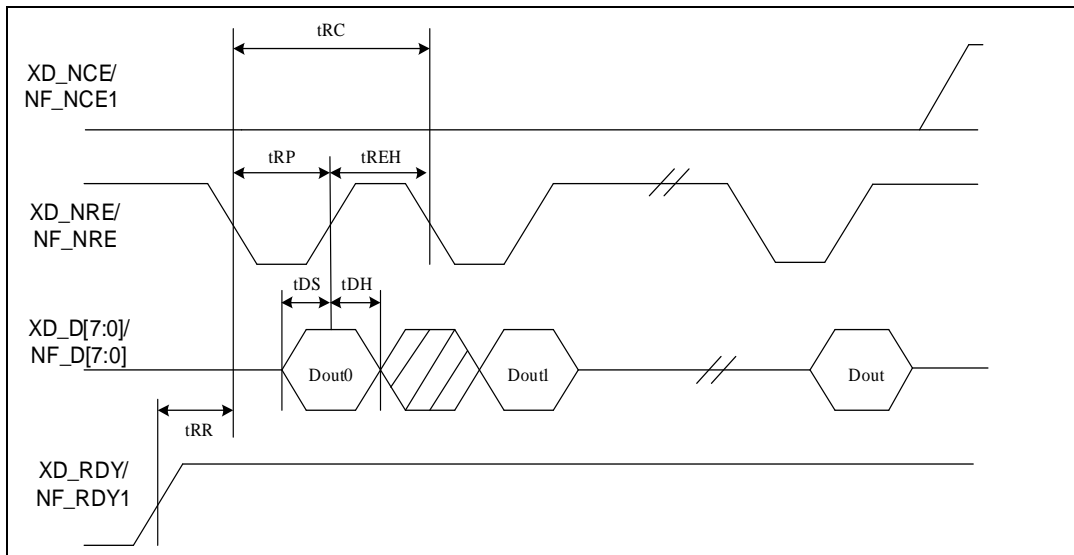 tRC
XD_NCE/
NF_NCE1
tRP
tREH
XD_NRE/
NF_NRE
tDS
tDH
XD_D[7:0]/
NF_D[7:0]
Dout0
Dout1
Dout
tRR
XD_RDY/
NF_RDY1